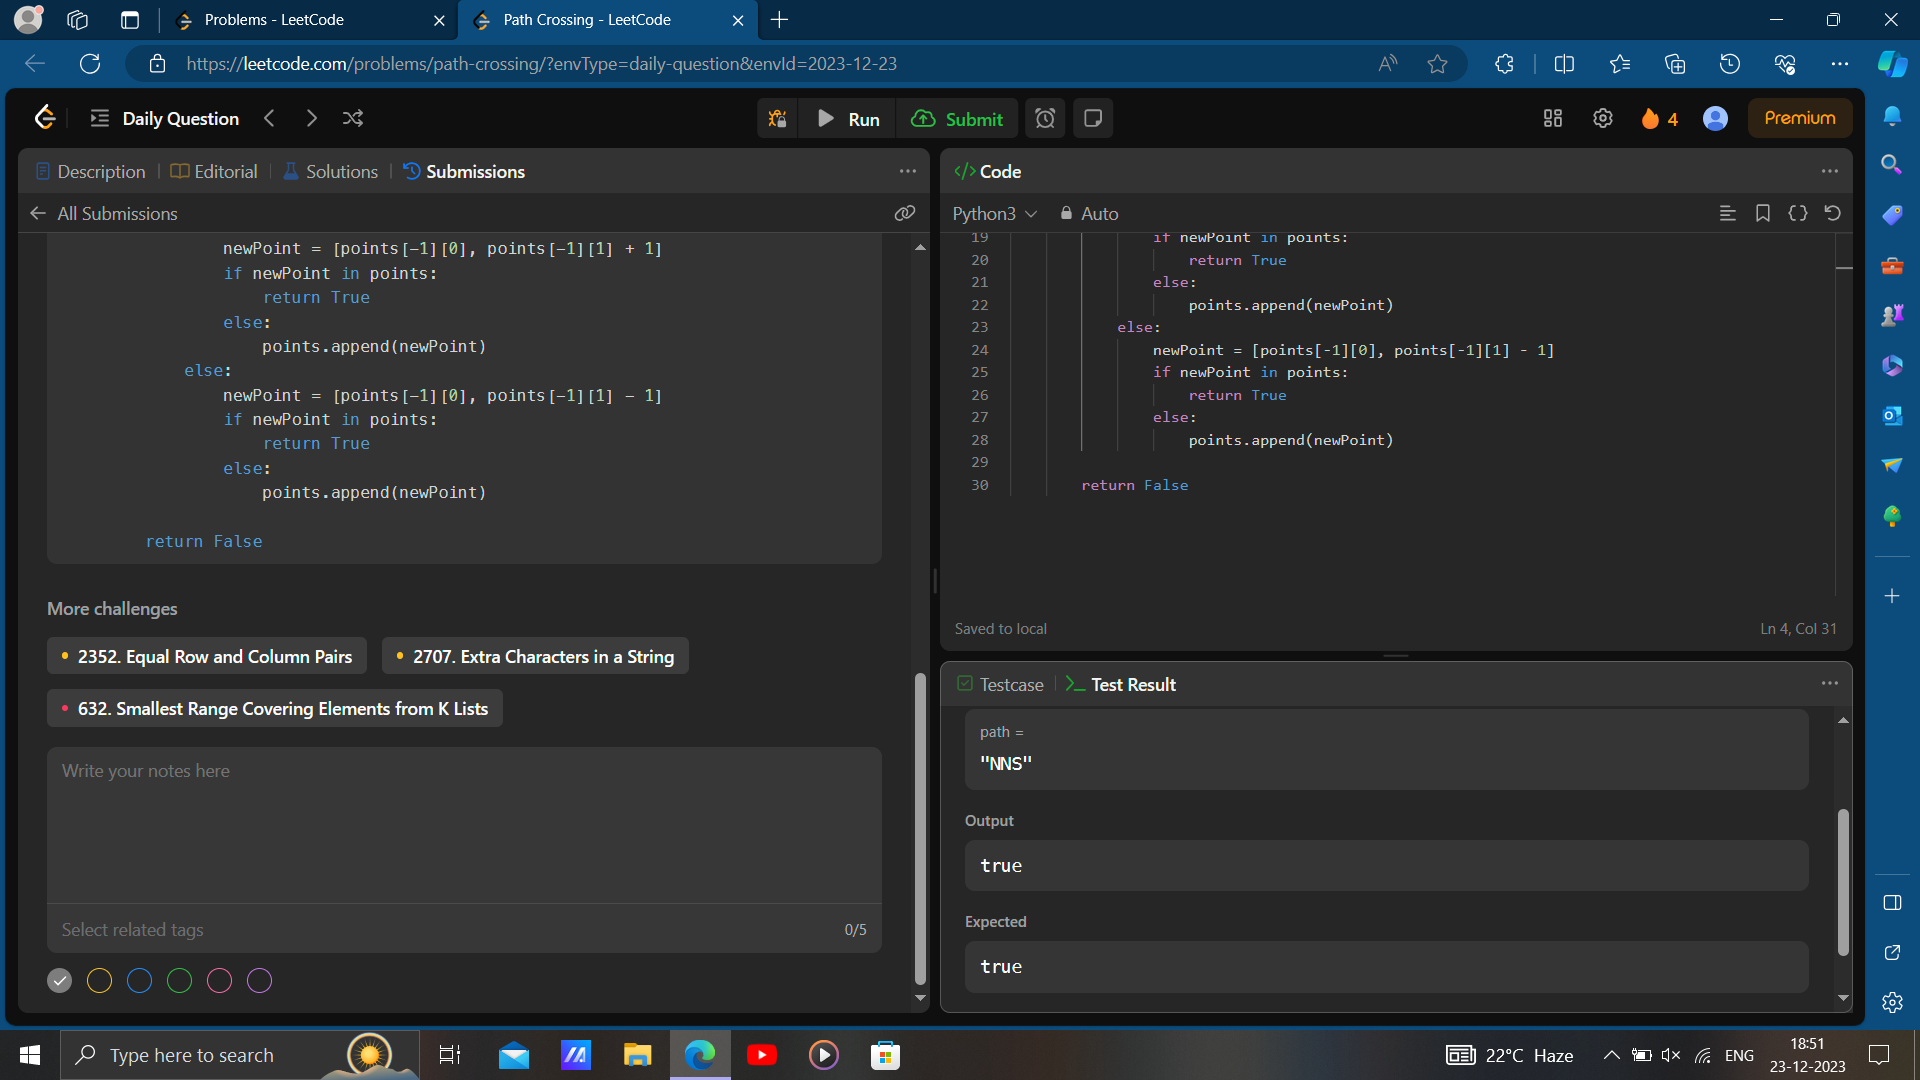 Problems - LeetCode
Path Crossing - LeetCode
https://leetcode.com/problems/path-crossing/?envType=daily-question&envId=2023-12-23
Daily Question
Run
Submit
4
Premium
Description
Editorial
Solutions
Submissions
All Submissions
newPoint = [points[-1][0], points[-1][1] + 1]
if newPoint in points:
return True
else:
points.append(newPoint)
else:
newPoint = [points[-1][0], points[-1][1] - 1]
if newPoint in points:
return True
else:
points.append(newPoint)
return False
More challenges
2352. Equal Row and Column Pairs
2707. Extra Characters in a String
632. Smallest Range Covering Elements from K Lists
Write your notes here
Select related tags
0/5
</> Code
Python3
Auto
19 if newPoint in points:
20 return True
21 else:
22 points.append(newPoint)
23 else:
24 newPoint = [points[-1][0], points[-1][1] - 1]
25 if newPoint in points:
26 return True
27 else:
28 points.append(newPoint)
29
30 return False
Saved to local
Ln 4, Col 31
Testcase
Test Result
path =
"NNS"
Output
true
Expected
true
Type here to search
22°C Haze
ENG
18:51
23-12-2023